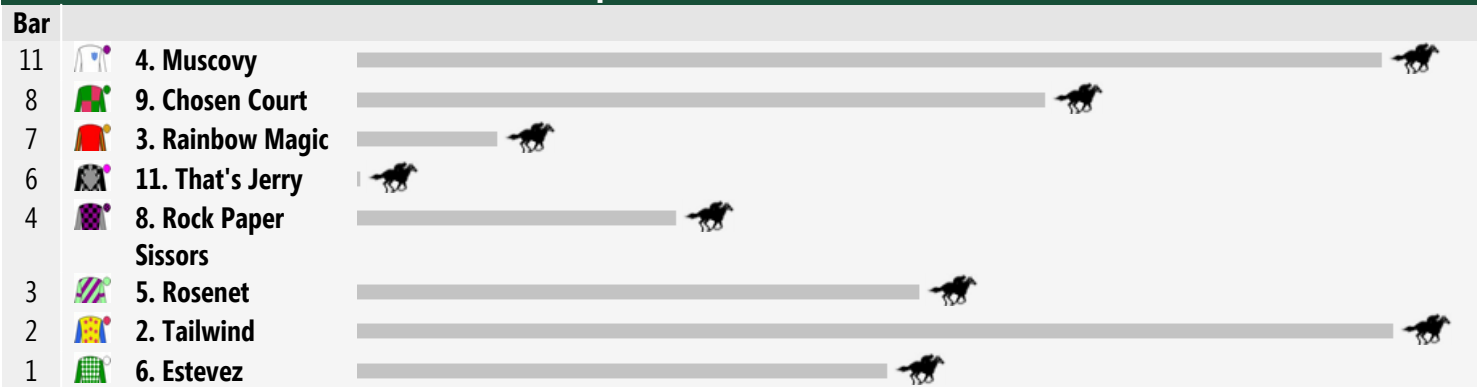 Bar
11 4. Muscovy
8 9. Chosen Court
7 3. Rainbow Magic
6 11. That's Jerry
4 8. Rock Paper
Sissors
3 5. Rosenet
2 2. Tailwind
1 6. Estevez